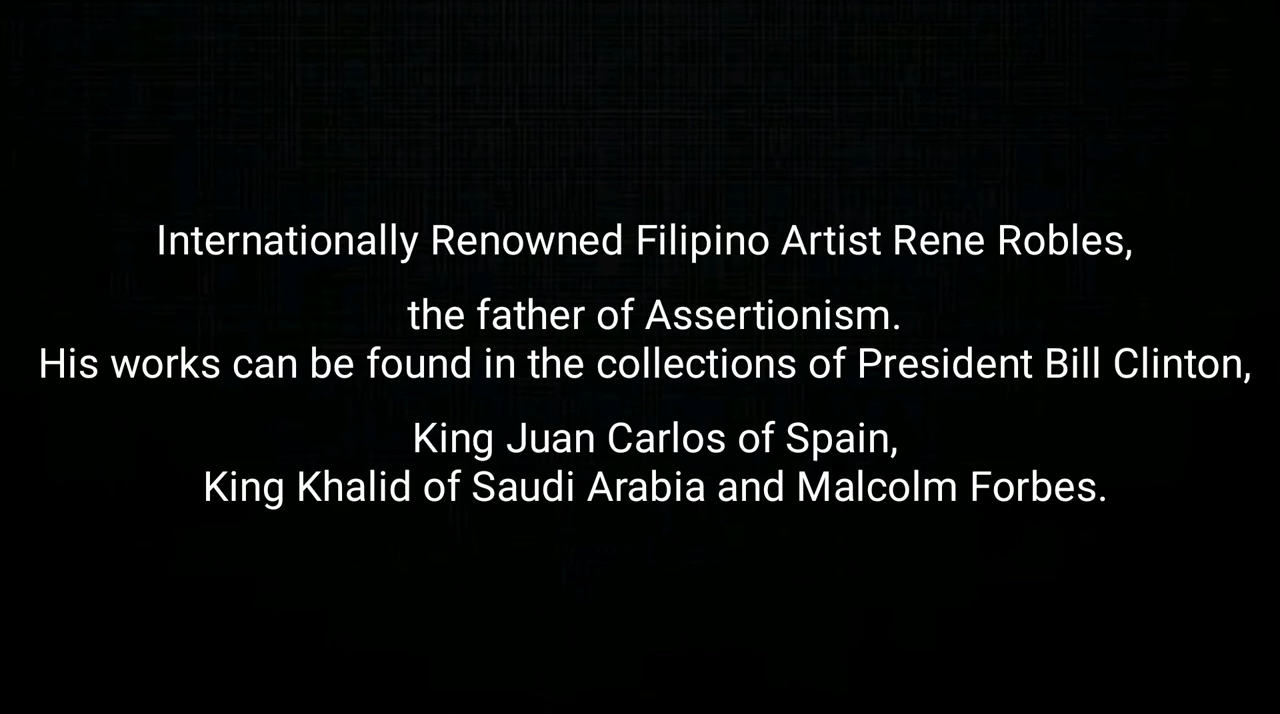 Internationally Renowned Filipino Artist Rene Robles,
the father of Assertionism.
His works can be found in the collections of President Bill Clinton,
King Juan Carlos of Spain,
King Khalid of Saudi Arabia and Malcolm Forbes.